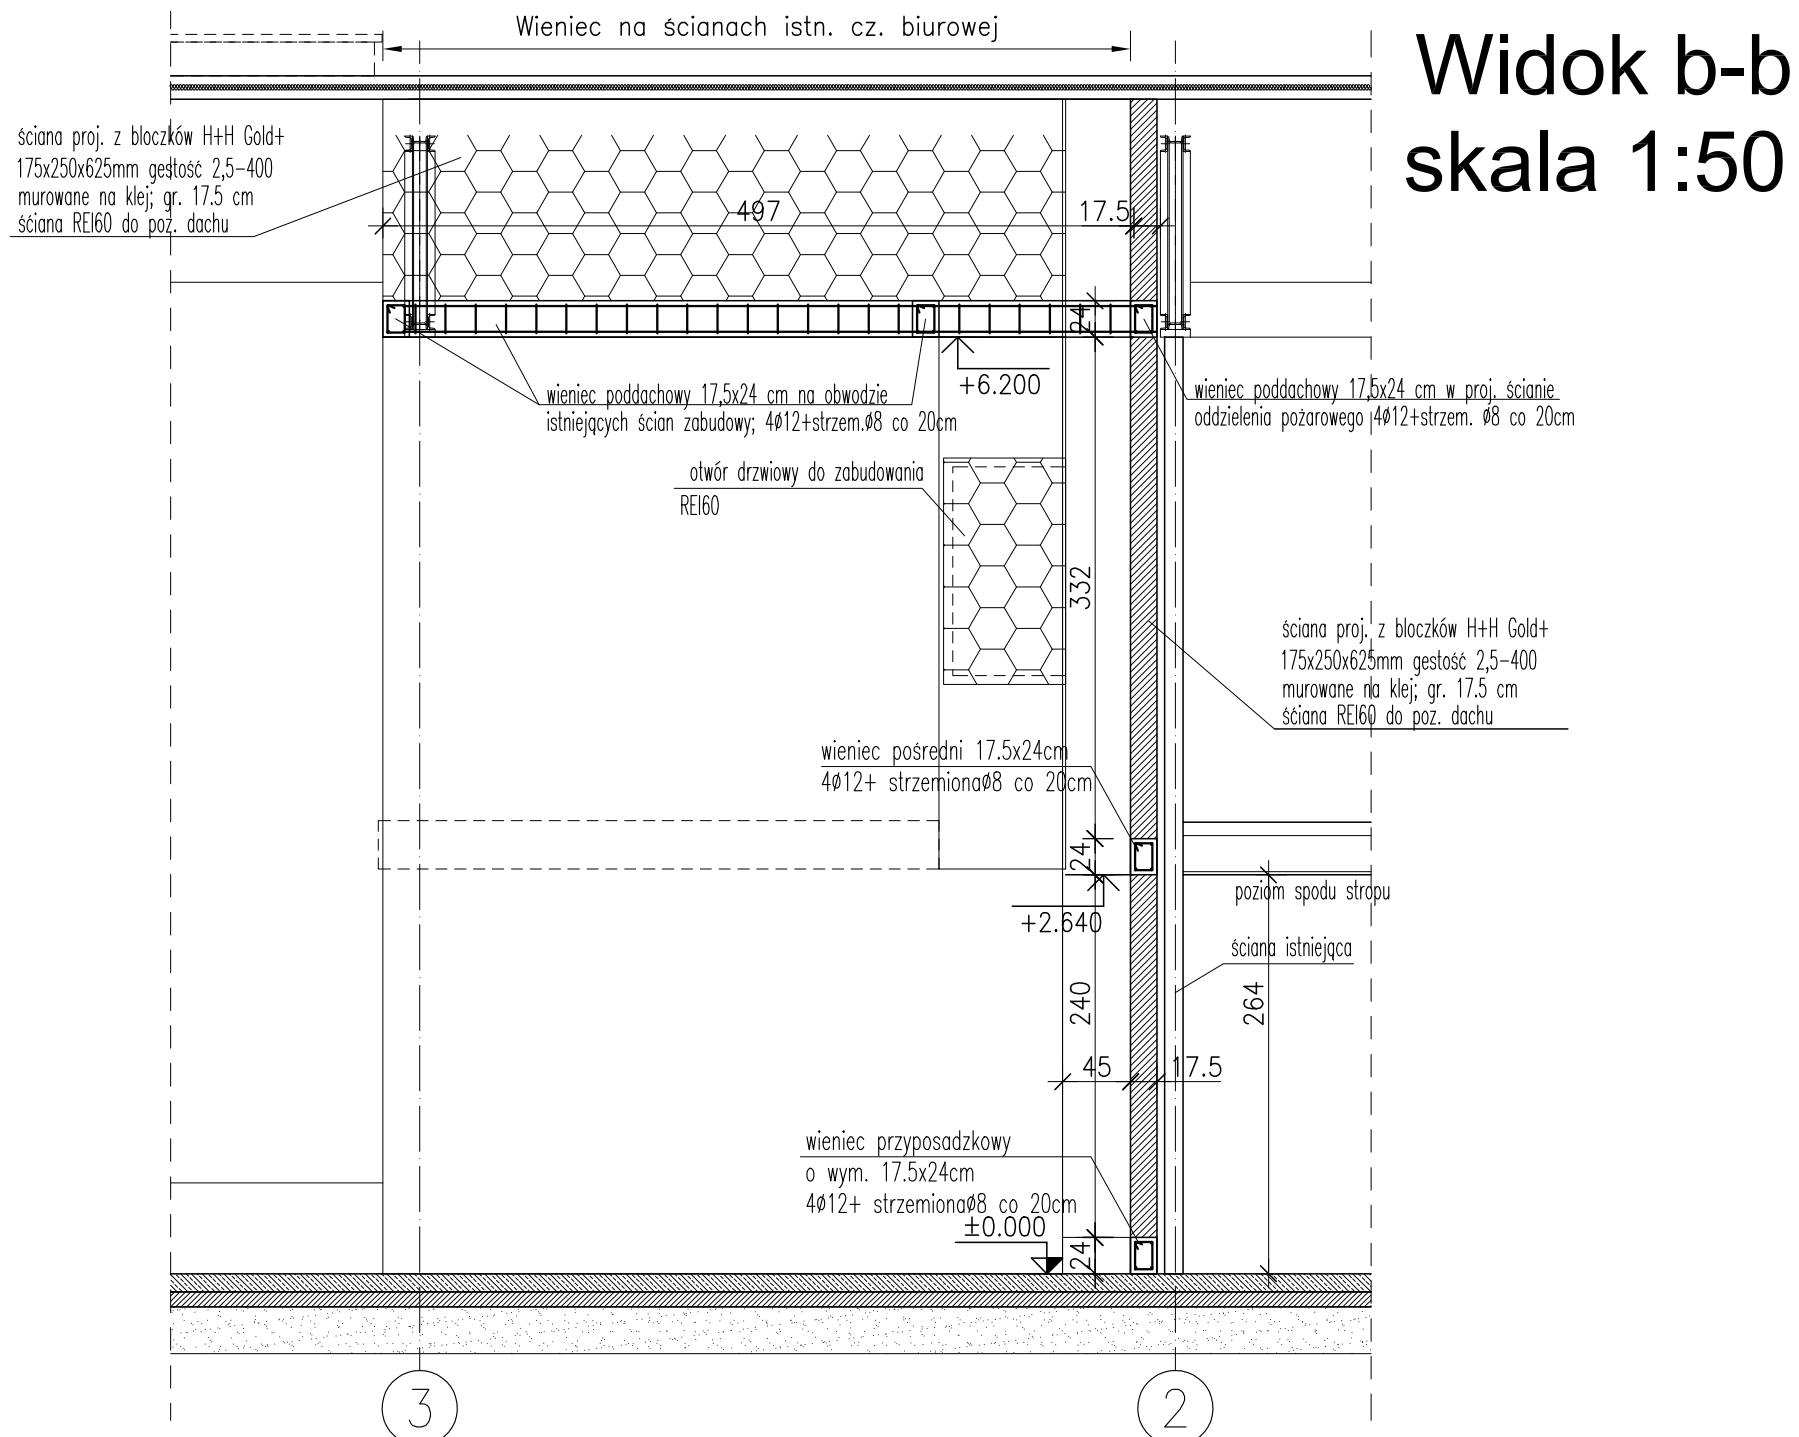 Wieniec na ścianach istn. cz. biurowej
Widok b-b
skala 1:50
ściana proj. z bloczków H+H Gold+
175x250x625mm gestość 2,5-400
murowane na klej; gr. 17.5 cm
śćiana REI60 do poz. dachu
497
17.5
24
+6.200
wieniec poddachowy 17,5x24 cm na obwodzie
istniejących ścian zabudowy; 4ø12+strzem.ø8 co 20cm
wieniec poddachowy 17,5x24 cm w proj. ścianie
oddzielenia pożarowego 4ø12+strzem. ø8 co 20cm
otwór drzwiowy do zabudowania
REI60
332
ściana proj. z bloczków H+H Gold+
175x250x625mm gestość 2,5-400
murowane na klej; gr. 17.5 cm
śćiana REI60 do poz. dachu
wieniec pośredni 17.5x24cm
4ø12+ strzemionaø8 co 20cm
24
+2.640
poziom spodu stropu
ściana istniejąca
240
264
45
17.5
wieniec przyposadzkowy
o wym. 17.5x24cm
4ø12+ strzemionaø8 co 20cm
±0.000
24
3
2